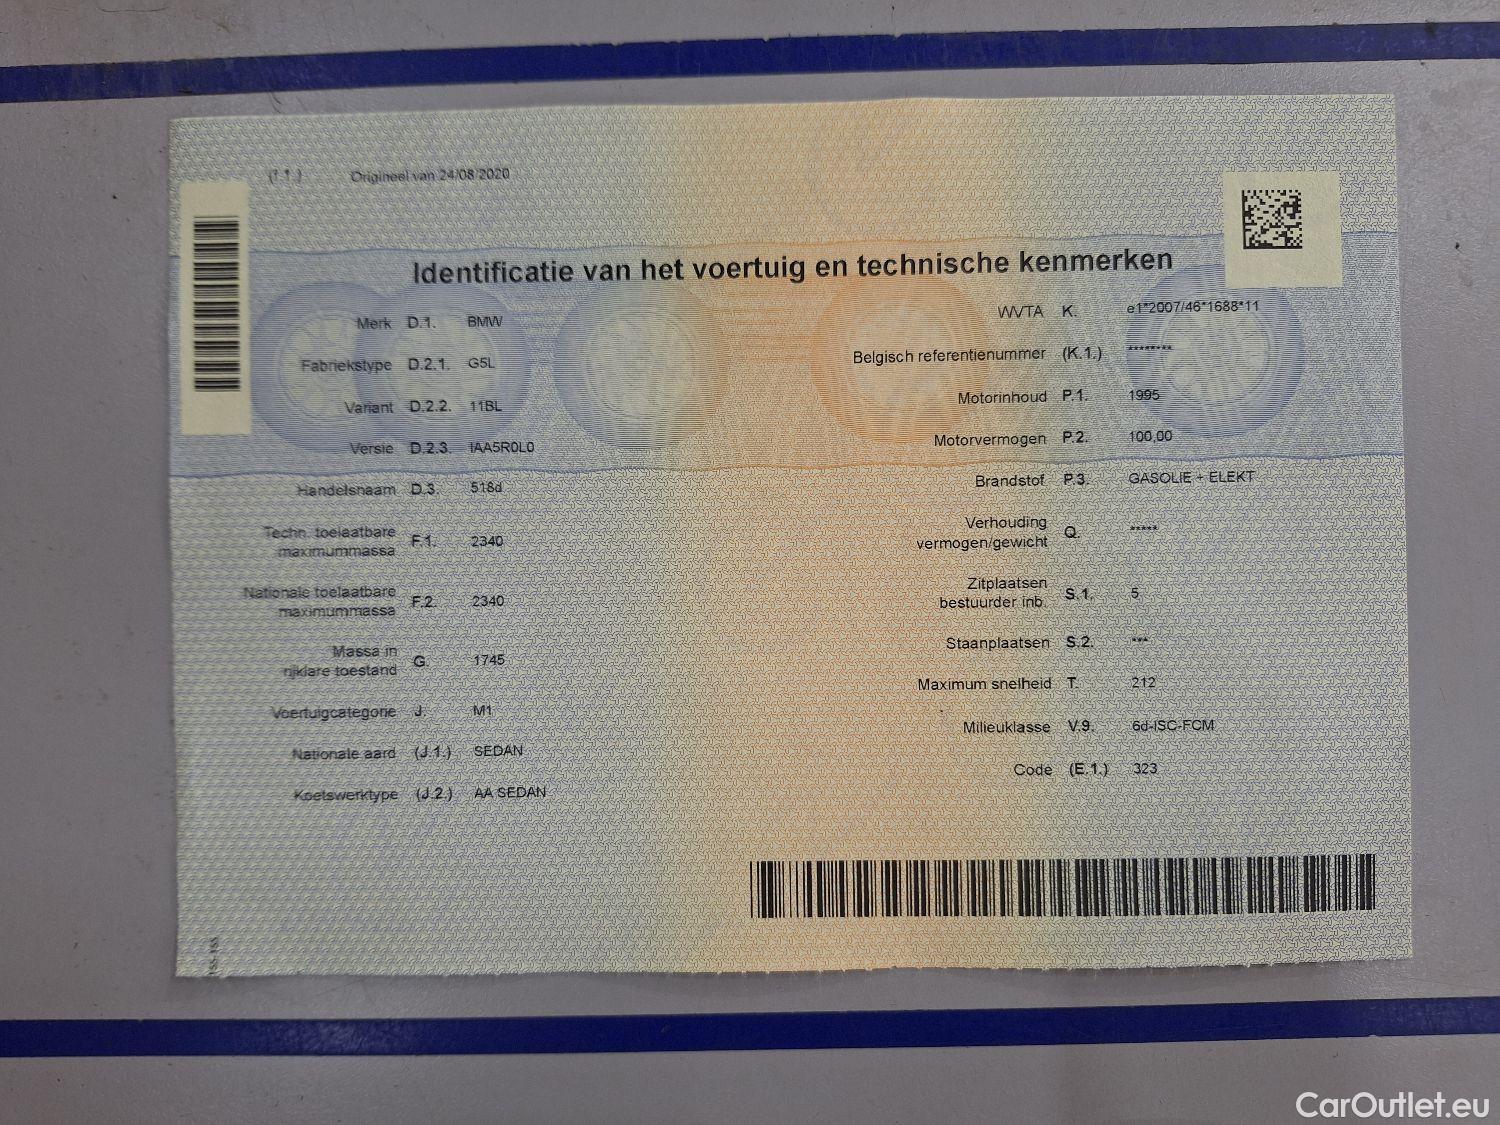 (I.1.) Origineel van 24/08/2020
Identificatie van het voertuig en technische kenmerken
Merk D.1. BMW
Fabriekstype D.2.1. G5L
Variant D.2.2. 11BL
Versie D.2.3. IAA5R0L0
Handelsnaam D.3. 518d
Techn. toelaatbare
maximummassa F.1. 2340
Nationale toelaatbare
maximummassa F.2. 2340
Massa in
rijklare toestand G. 1745
Voertuigcategorie J. M1
Nationale aard (J.1.) SEDAN
Koetswerktype (J.2.) AA SEDAN
WVTA K. e1*2007/46*1688*11
Belgisch referentienummer (K.1.) ********
Motorinhoud P.1. 1995
Motorvermogen P.2. 100,00
Brandstof P.3. GASOLIE + ELEKT
Verhouding
vermogen/gewicht Q. *****
Zitplaatsen
bestuurder inb. S.1. 5
Staanplaatsen S.2. ***
Maximum snelheid T. 212
Milieuklasse V.9. 6d-ISC-FCM
Code (E.1.) 323
CarOutlet.eu